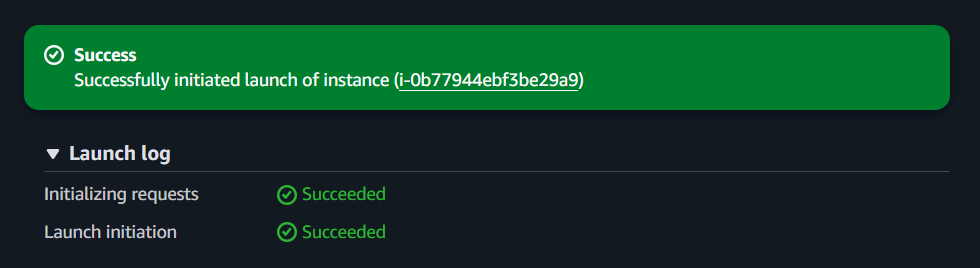 Success
Successfully initiated launch of instance (i-0b77944ebf3be29a9)
Launch log
Initializing requests Succeeded
Launch initiation Succeeded